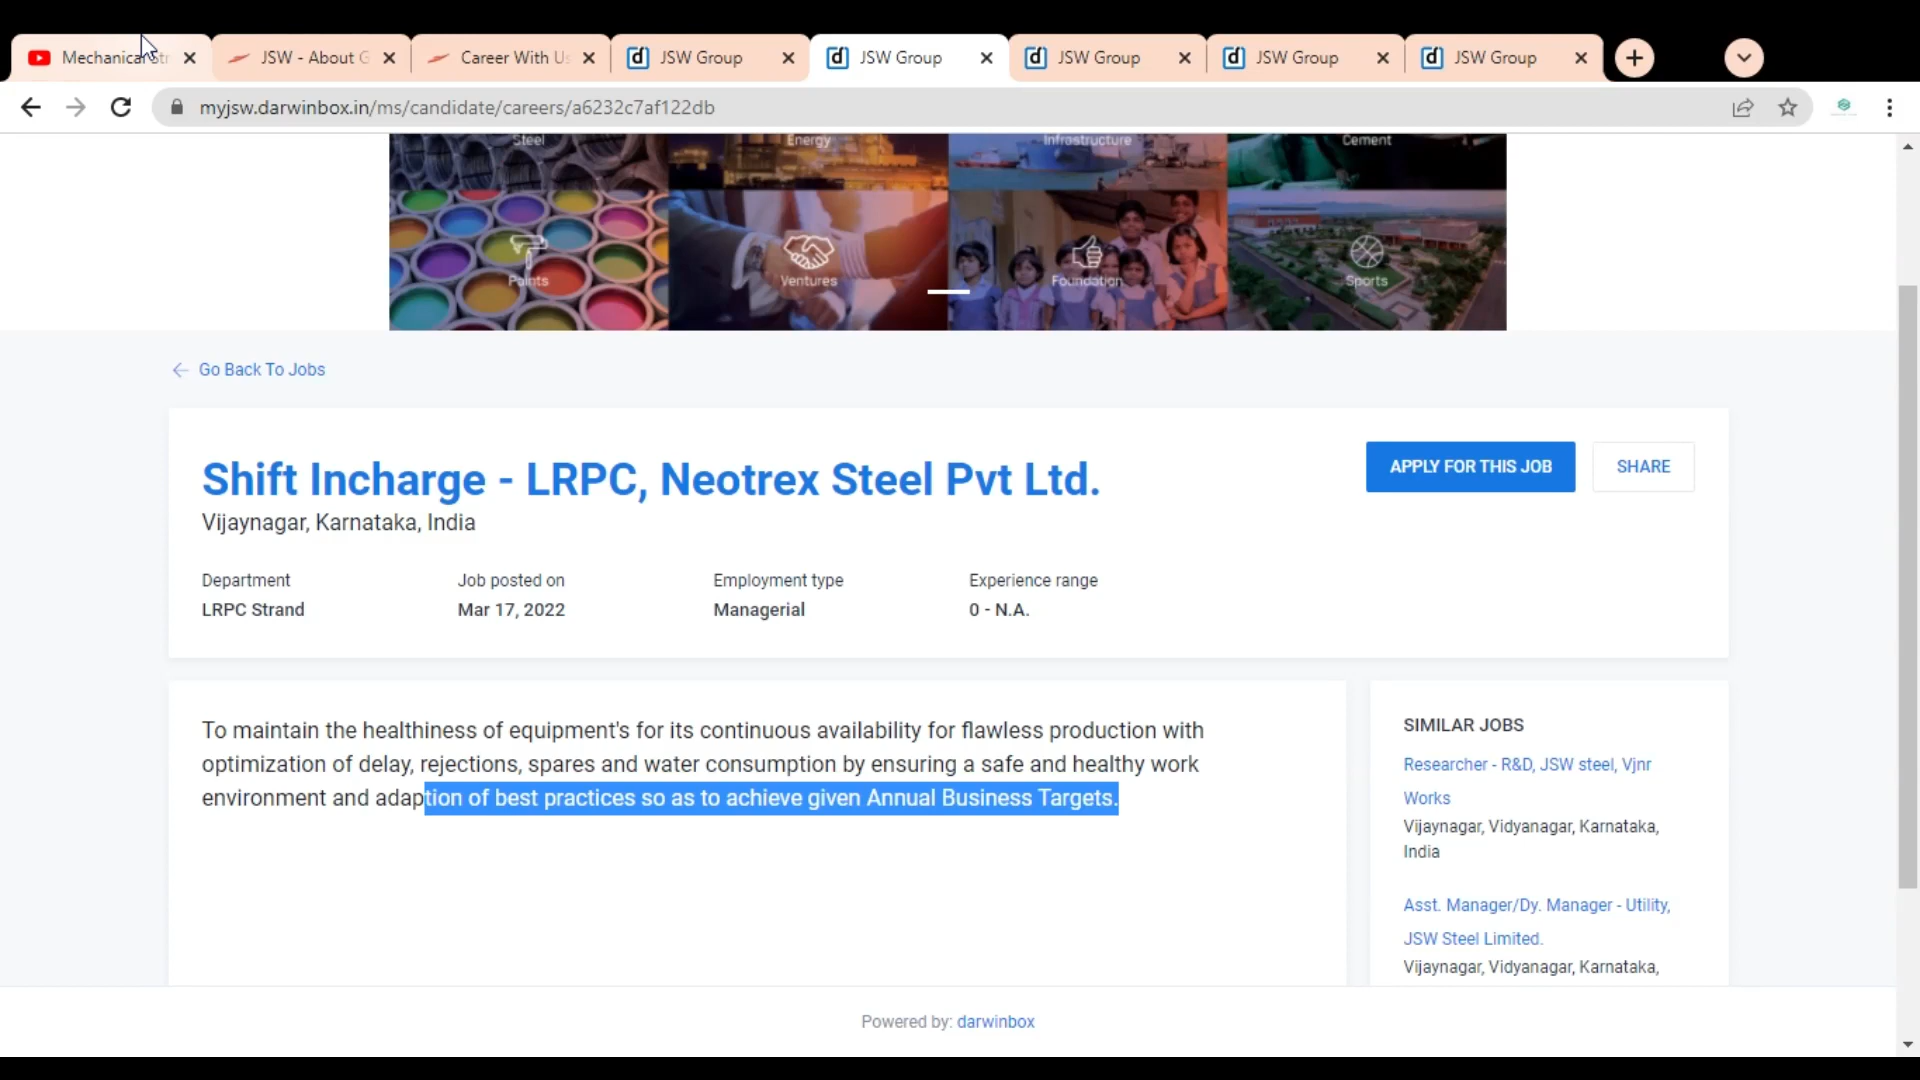 Mechanical Str
JSW - About G
Career With Us
JSW Group
JSW Group
JSW Group
JSW Group
JSW Group
myjsw.darwinbox.in/ms/candidate/careers/a6232c7af122db
Steel
Energy
Infrastructure
Cement
Paints
Ventures
Foundation
Sports
Go Back To Jobs
Shift Incharge - LRPC, Neotrex Steel Pvt Ltd.
Vijaynagar, Karnataka, India
APPLY FOR THIS JOB
SHARE
Department
Job posted on
Employment type
Experience range
LRPC Strand
Mar 17, 2022
Managerial
0 - N.A.
To maintain the healthiness of equipment's for its continuous availability for flawless production with
optimization of delay, rejections, spares and water consumption by ensuring a safe and healthy work
environment and adaption of best practices so as to achieve given Annual Business Targets.
SIMILAR JOBS
Researcher - R&D, JSW steel, Vjnr
Works
Vijaynagar, Vidyanagar, Karnataka,
India
Asst. Manager/Dy. Manager - Utility,
JSW Steel Limited.
Vijaynagar, Vidyanagar, Karnataka,
Powered by: darwinbox